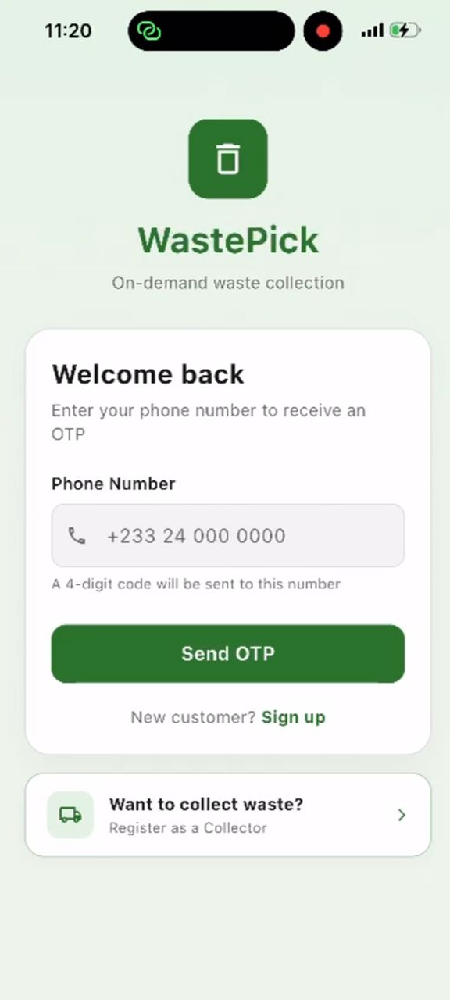 11:20
WastePick
On-demand waste collection
Welcome back
Enter your phone number to receive an
OTP
Phone Number
+233 24 000 0000
A 4-digit code will be sent to this number
Send OTP
New customer? Sign up
Want to collect waste?
Register as a Collector